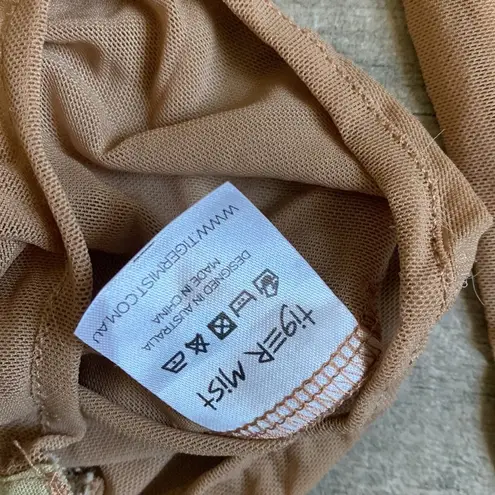 tigER Mist
DESIGNED IN AUSTRALIA
MADE IN CHINA
WWW.TIGERMIST.COM.AU